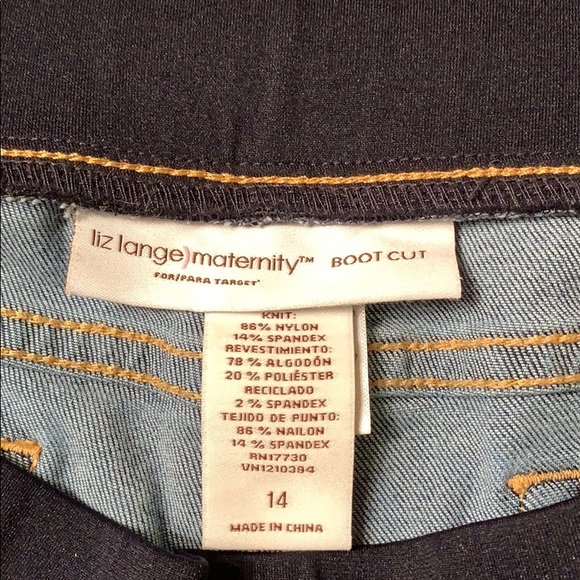 liz lange)maternity™ BOOT CUT
FOR/PARA TARGET*
KNIT:
86% NYLON
14% SPANDEX
REVESTIMIENTO:
78 % ALGODÓN
20 % POLIÉSTER
RECICLADO
2 % SPANDEX
TEJIDO DE PUNTO:
86 % NAILON
14 % SPANDEX
RN17730
VN1210394
14
MADE IN CHINA